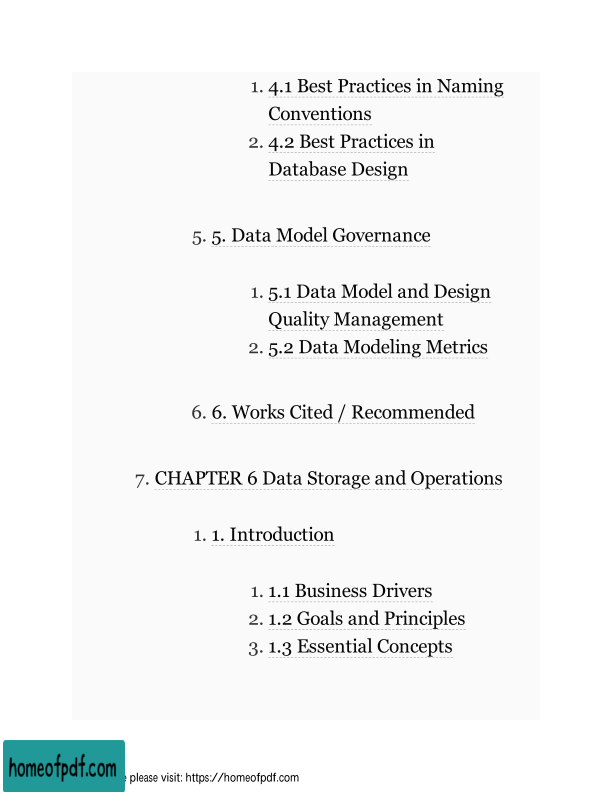 1. 4.1 Best Practices in Naming
Conventions
2. 4.2 Best Practices in
Database Design
5. 5. Data Model Governance
1. 5.1 Data Model and Design
Quality Management
2. 5.2 Data Modeling Metrics
6. 6. Works Cited / Recommended
7. CHAPTER 6 Data Storage and Operations
1. 1. Introduction
1. 1.1 Business Drivers
2. 1.2 Goals and Principles
3. 1.3 Essential Concepts
homeofpdf.com
please visit: https://homeofpdf.com